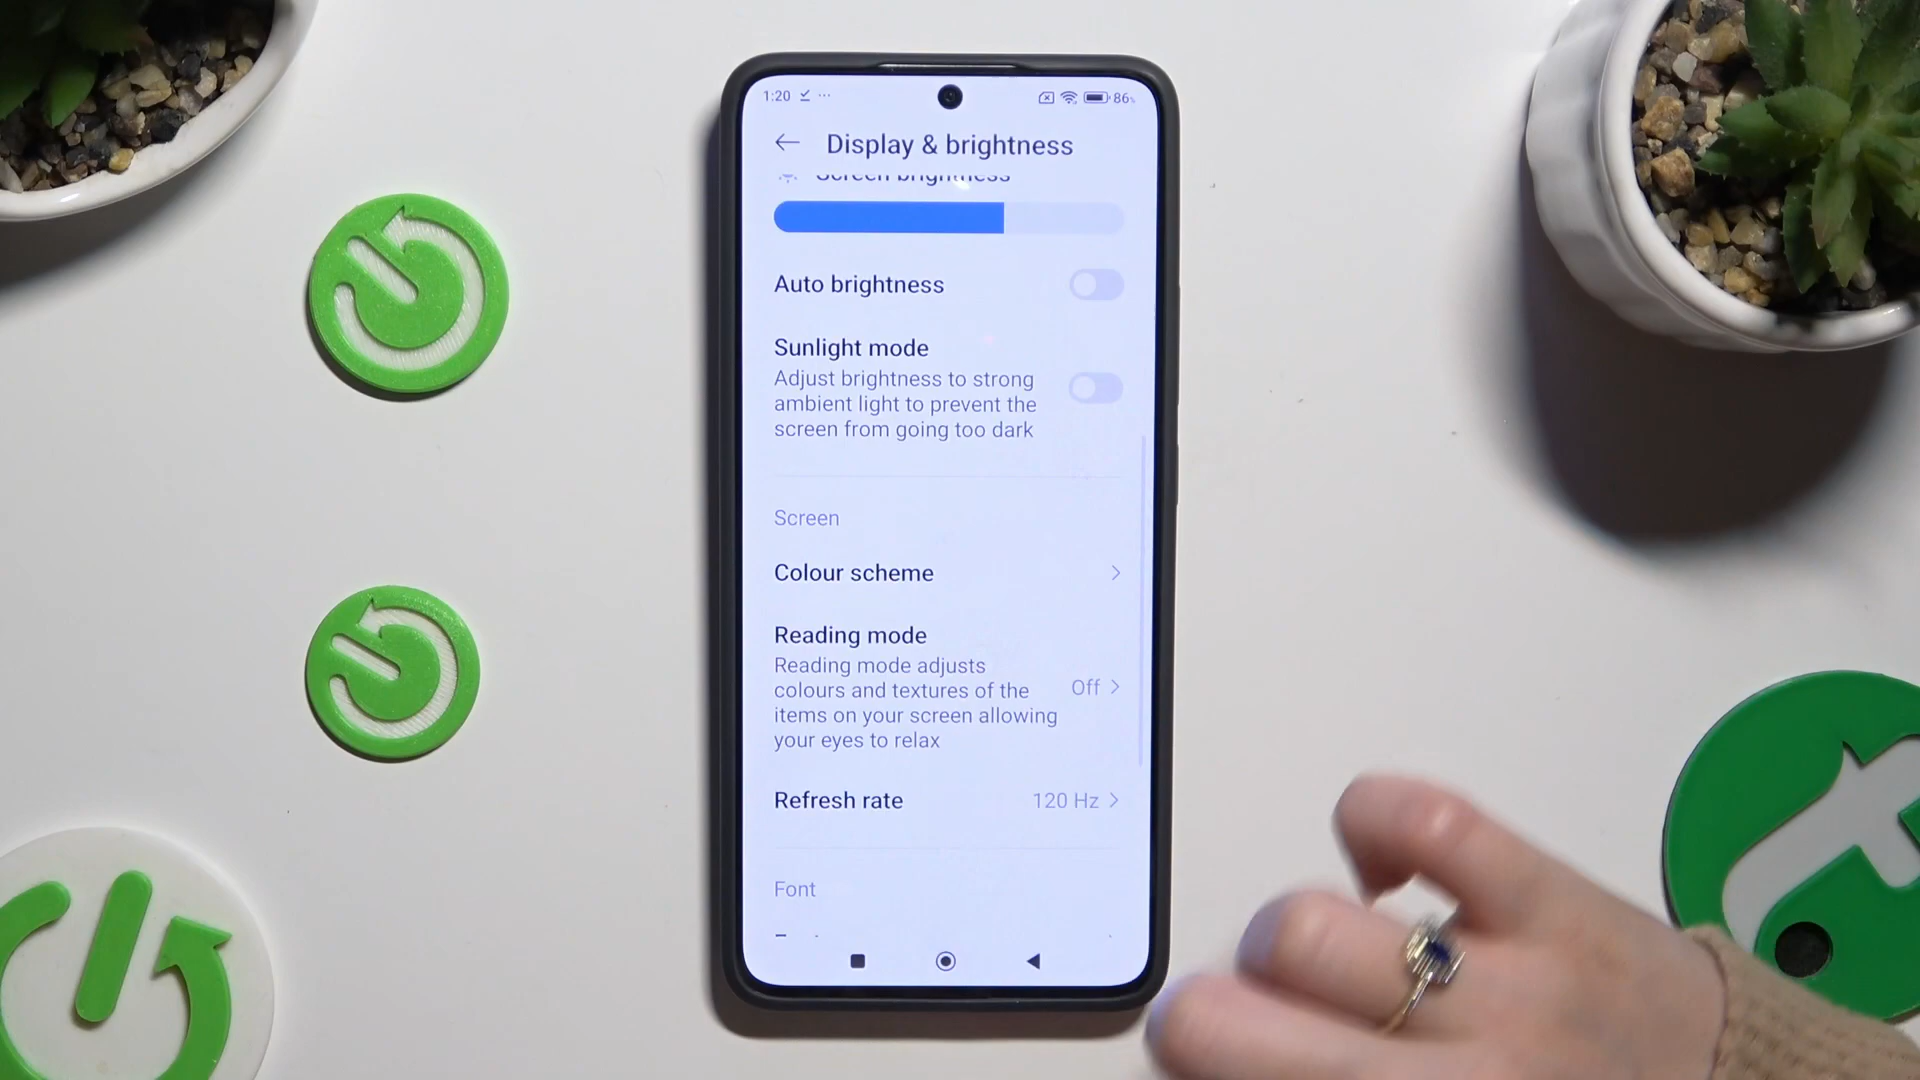 1:20 ... 86%
Display & brightness
Screen brightness
Auto brightness
Sunlight mode
Adjust brightness to strong
ambient light to prevent the
screen from going too dark
Screen
Colour scheme
Reading mode
Reading mode adjusts
colours and textures of the
items on your screen allowing
your eyes to relax
Off
Refresh rate 120 Hz
Font